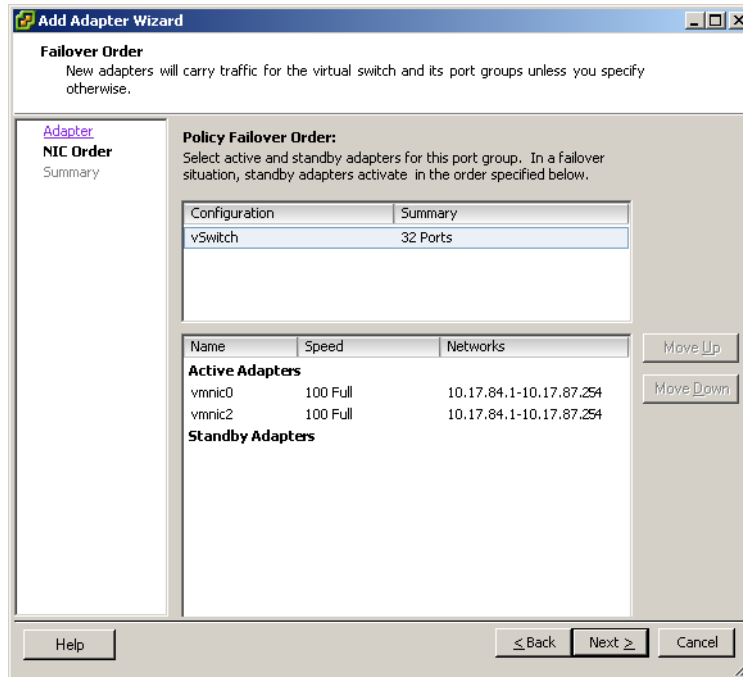 Add Adapter Wizard
Failover Order
New adapters will carry traffic for the virtual switch and its port groups unless you specify
otherwise.
Adapter
NIC Order
Summary
Policy Failover Order:
Select active and standby adapters for this port group. In a failover
situation, standby adapters activate in the order specified below.
Configuration Summary
vSwitch 32 Ports
Name Speed Networks
Active Adapters
vmnic0 100 Full 10.17.84.1-10.17.87.254
vmnic2 100 Full 10.17.84.1-10.17.87.254
Standby Adapters
Move Up
Move Down
Help
< Back
Next >
Cancel